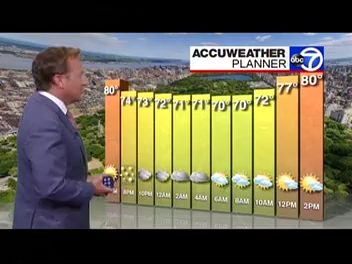 ACCUWEATHER
PLANNER
abc 7
80° 74° 73° 72° 71° 71° 70° 70° 72° 77° 80°
8PM 10PM 12AM 2AM 4AM 6AM 8AM 10AM 12PM 2PM